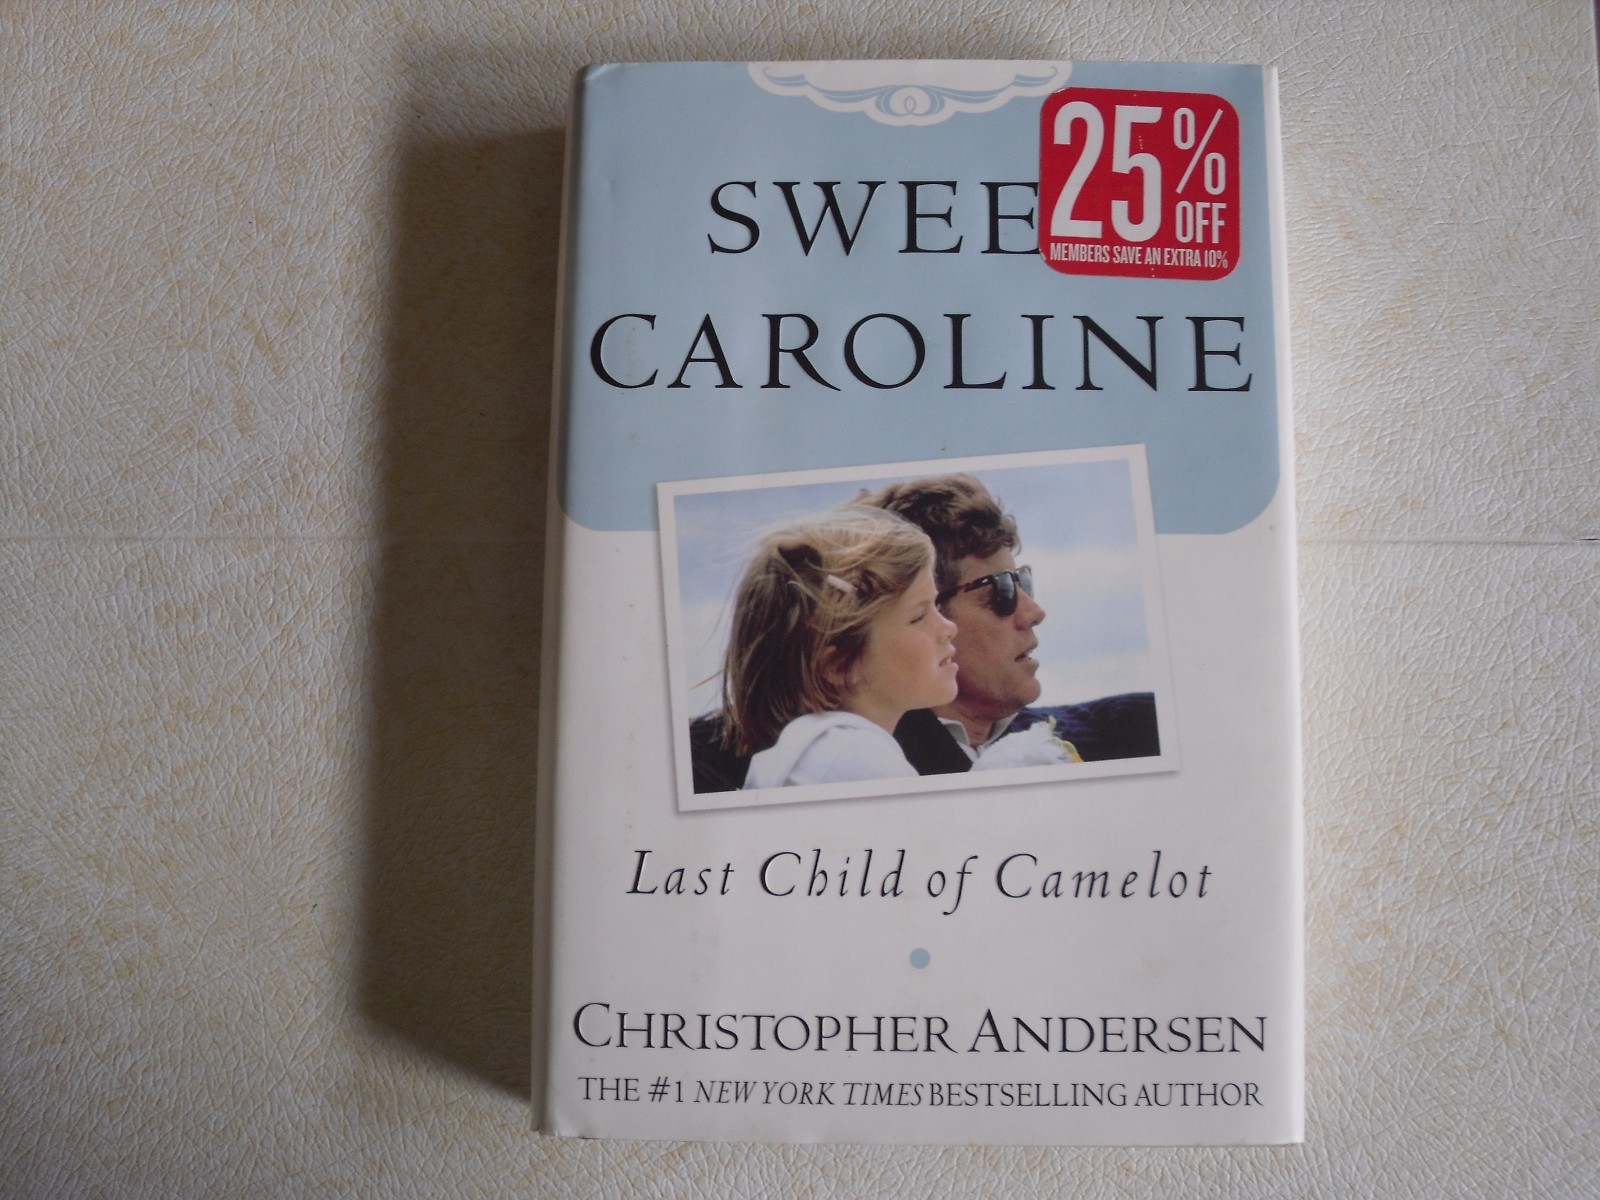 SWEE
CAROLINE
25% OFF
MEMBERS SAVE AN EXTRA 10%
Last Child of Camelot
CHRISTOPHER ANDERSEN
THE #1 NEW YORK TIMES BESTSELLING AUTHOR